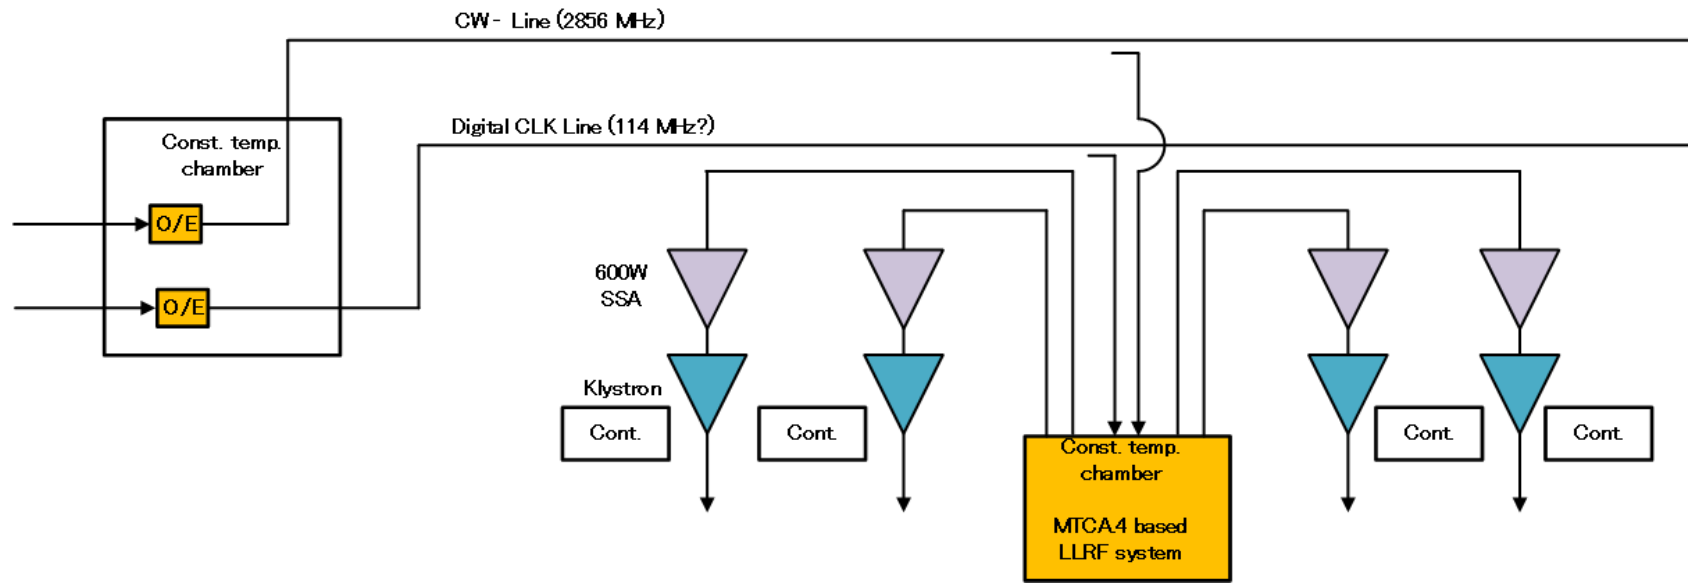 CW - Line (2856 MHz)
Digital CLK Line (114 MHz?)
Const. temp.
chamber
O/E
O/E
600W
SSA
Klystron
Cont.
Cont.
Cont.
Cont.
Const. temp.
chamber
MTCA.4 based
LLRF system